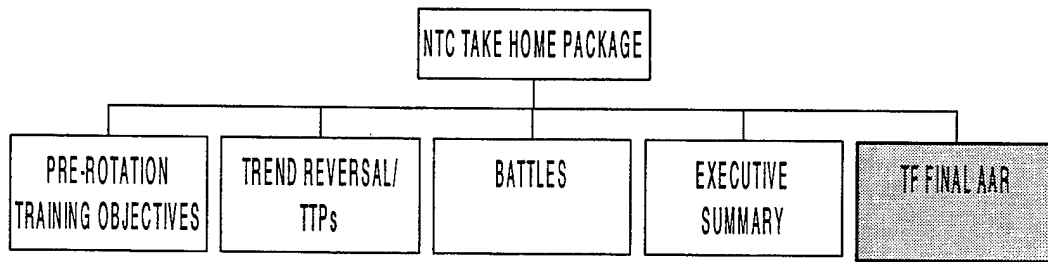 NTC TAKE HOME PACKAGE
PRE-ROTATION
TRAINING OBJECTIVES
TREND REVERSAL/
TTPs
BATTLES
EXECUTIVE
SUMMARY
TF FINAL AAR